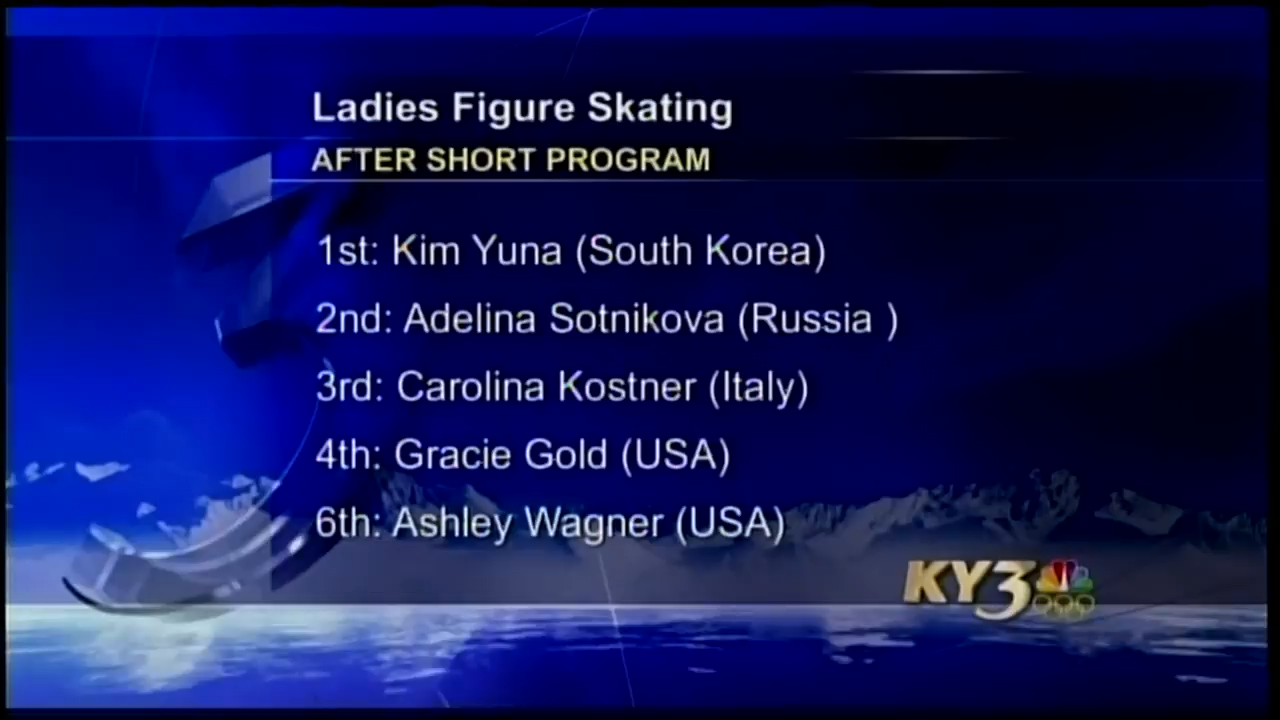 Ladies Figure Skating
AFTER SHORT PROGRAM
1st: Kim Yuna (South Korea)
2nd: Adelina Sotnikova (Russia )
3rd: Carolina Kostner (Italy)
4th: Gracie Gold (USA)
6th: Ashley Wagner (USA)
KY3